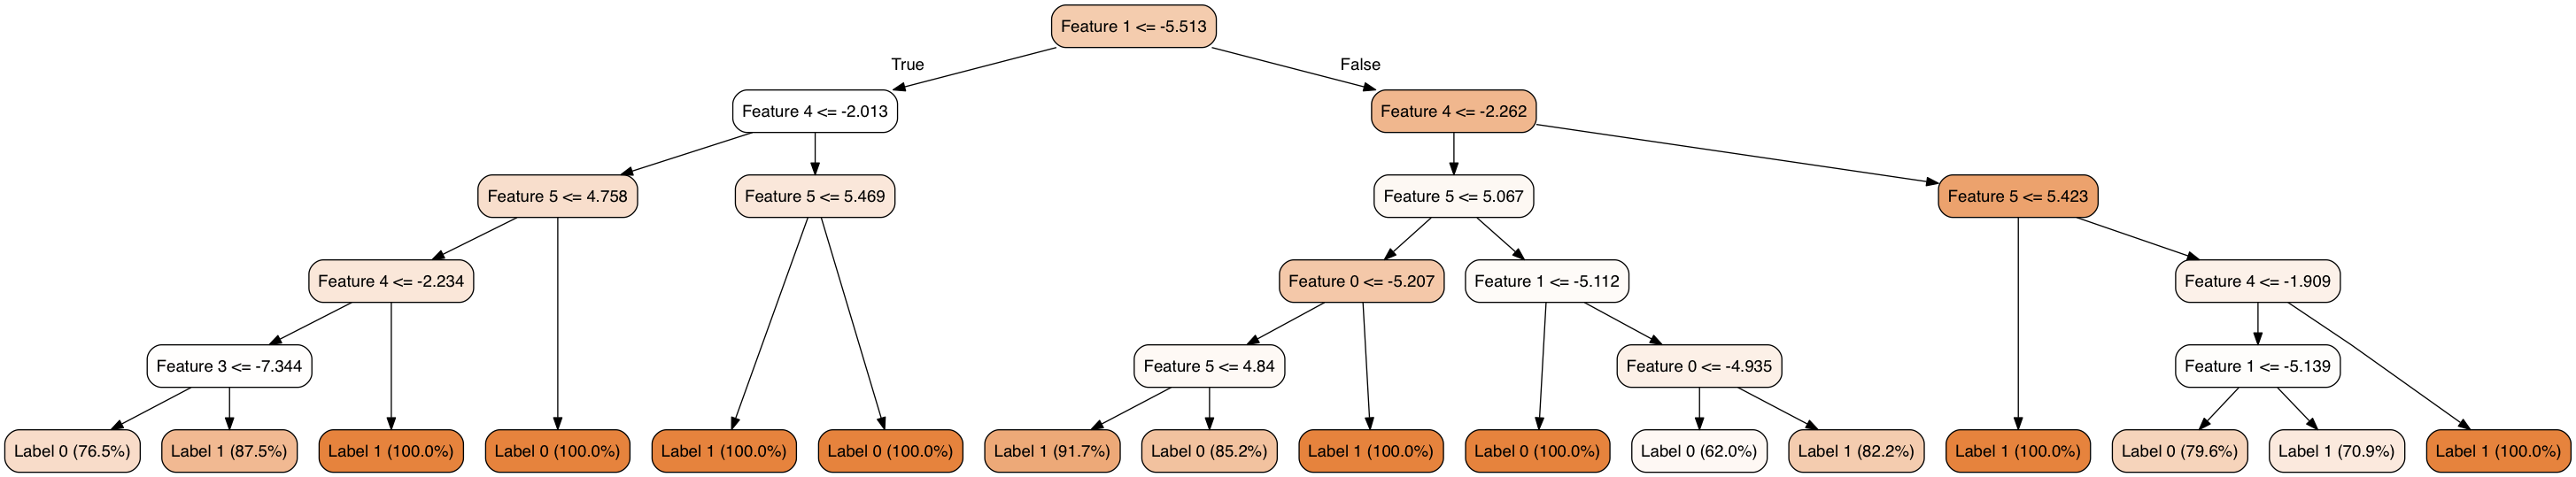 Feature 1 <= -5.513
True
False
Feature 4 <= -2.013
Feature 4 <= -2.262
Feature 5 <= 4.758
Feature 5 <= 5.469
Feature 5 <= 5.067
Feature 5 <= 5.423
Feature 4 <= -2.234
Feature 0 <= -5.207
Feature 1 <= -5.112
Feature 4 <= -1.909
Feature 3 <= -7.344
Feature 5 <= 4.84
Feature 0 <= -4.935
Feature 1 <= -5.139
Label 0 (76.5%)
Label 1 (87.5%)
Label 1 (100.0%)
Label 0 (100.0%)
Label 1 (100.0%)
Label 0 (100.0%)
Label 1 (91.7%)
Label 0 (85.2%)
Label 1 (100.0%)
Label 0 (100.0%)
Label 0 (62.0%)
Label 1 (82.2%)
Label 1 (100.0%)
Label 0 (79.6%)
Label 1 (70.9%)
Label 1 (100.0%)